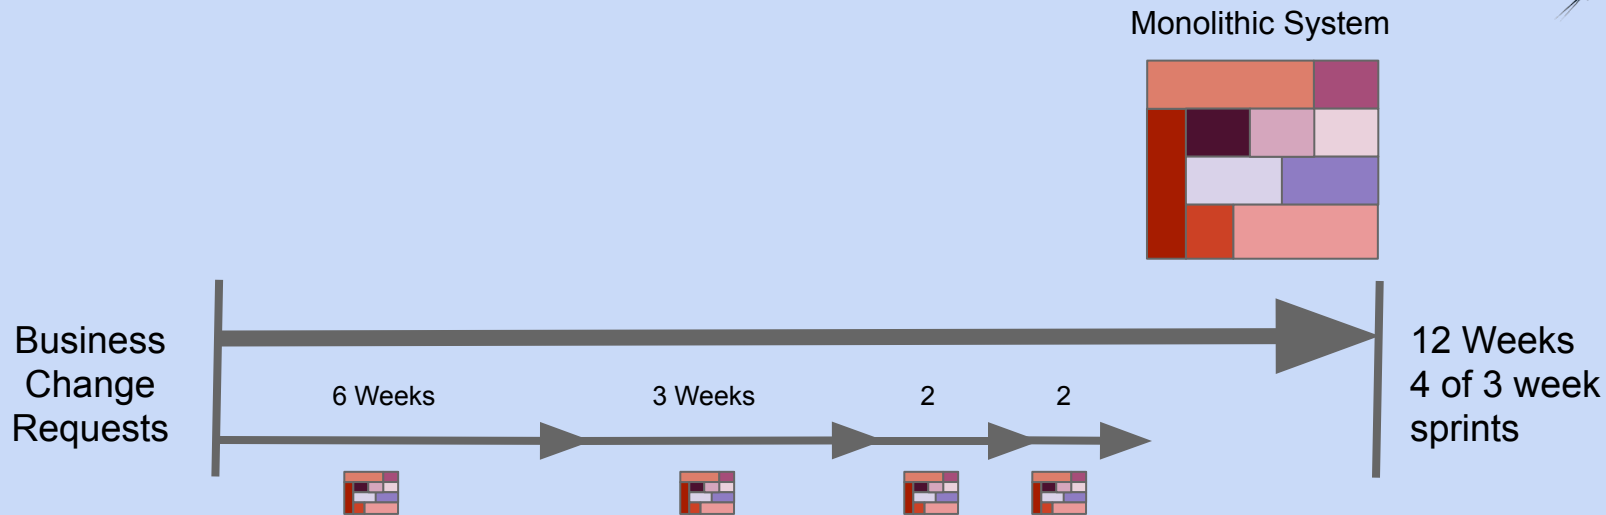 Monolithic System
Business
Change
Requests
12 Weeks
4 of 3 week
sprints
6 Weeks
3 Weeks
2
2